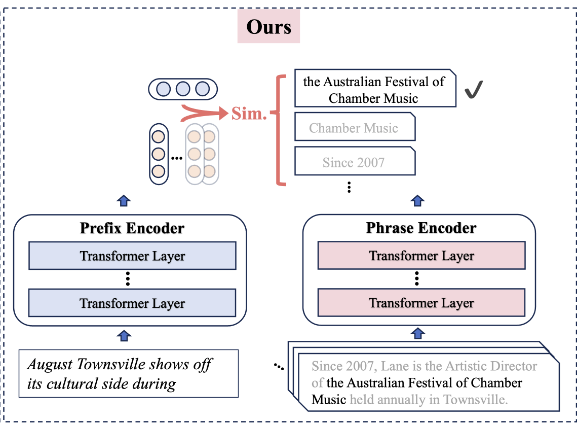 Ours
the Australian Festival of
Chamber Music
Sim.
Chamber Music
Since 2007
Prefix Encoder
Transformer Layer
Transformer Layer
Phrase Encoder
Transformer Layer
Transformer Layer
August Townsville shows off
its cultural side during
Since 2007, Lane is the Artistic Director
of the Australian Festival of Chamber
Music held annually in Townsville.